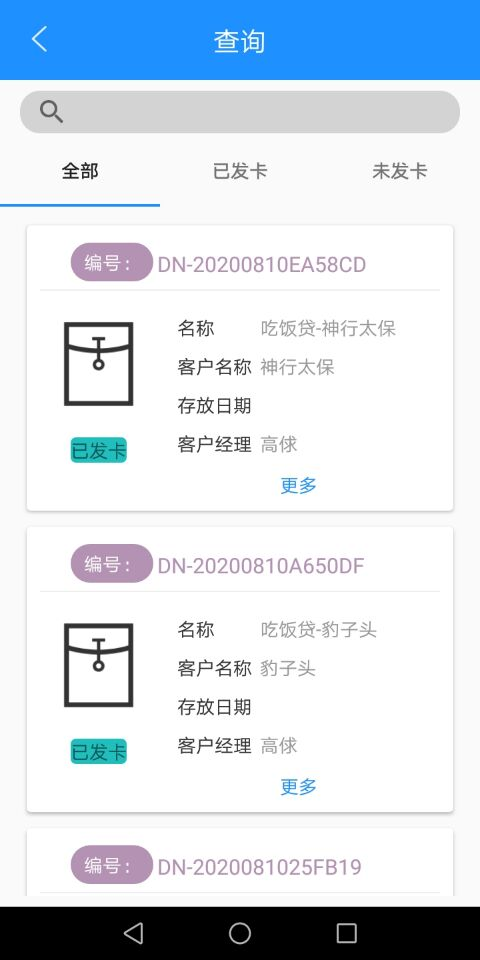 查询
全部 已发卡 未发卡
编号： DN-20200810EA58CD
名称 吃饭贷-神行太保
客户名称 神行太保
存放日期
客户经理 高俅
已发卡
更多
编号： DN-20200810A650DF
名称 吃饭贷-豹子头
客户名称 豹子头
存放日期
客户经理 高俅
已发卡
更多
编号： DN-2020081025FB19